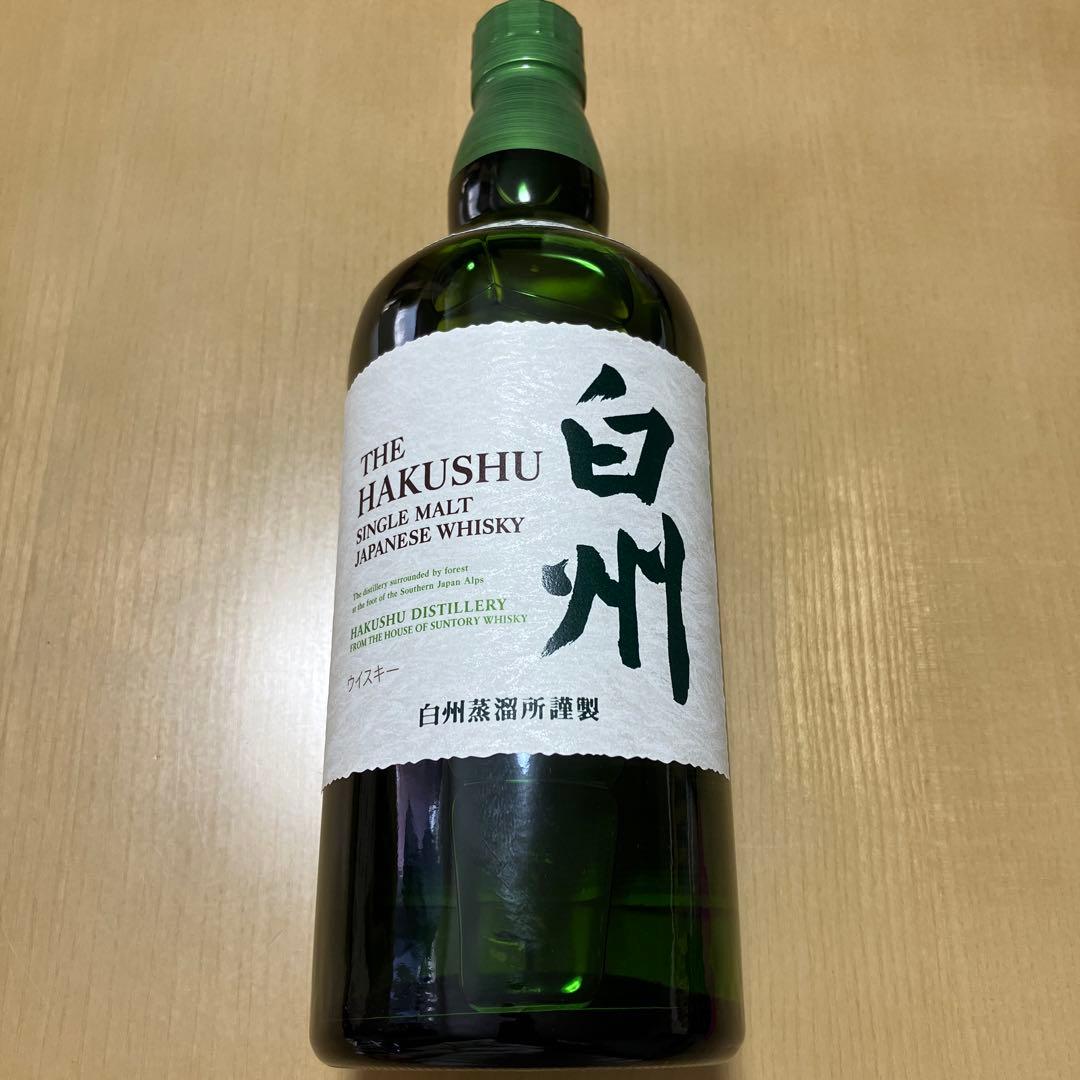 THE
HAKUSHU
SINGLE MALT
JAPANESE WHISKY
The distillery surrounded by forest
at the foot of the Southern Japan Alps
HAKUSHU DISTILLERY
FROM THE HOUSE OF SUNTORY WHISKY
ウイスキー
白州
白州蒸溜所謹製